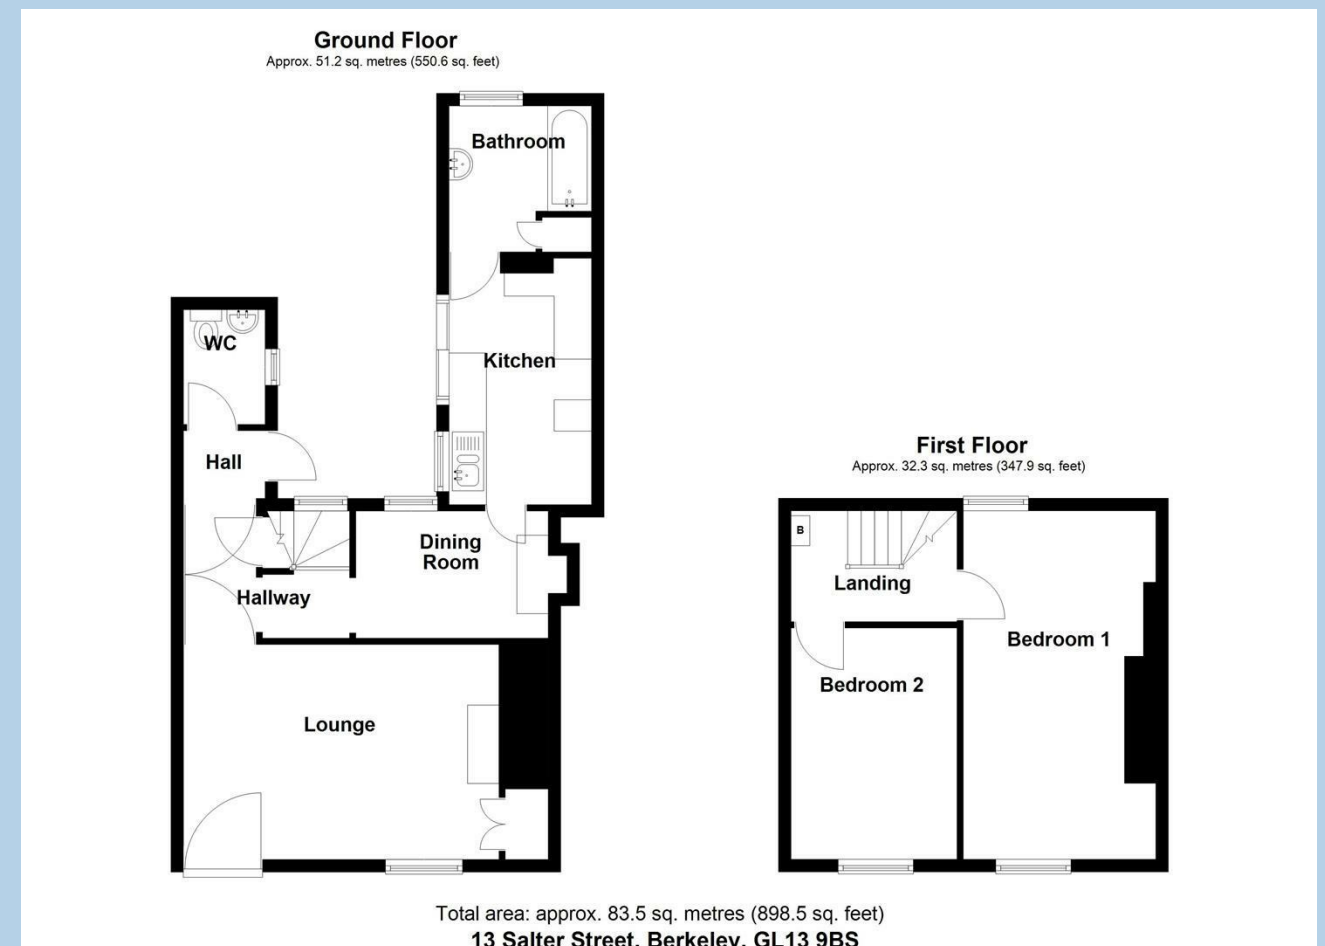 Ground Floor
Approx. 51.2 sq. metres (550.6 sq. feet)
Bathroom
WC
Kitchen
Hall
Dining
Room
Hallway
Lounge
First Floor
Approx. 32.3 sq. metres (347.9 sq. feet)
B
Landing
Bedroom 1
Bedroom 2
Total area: approx. 83.5 sq. metres (898.5 sq. feet)
13 Salter Street, Berkeley, GL13 9BS